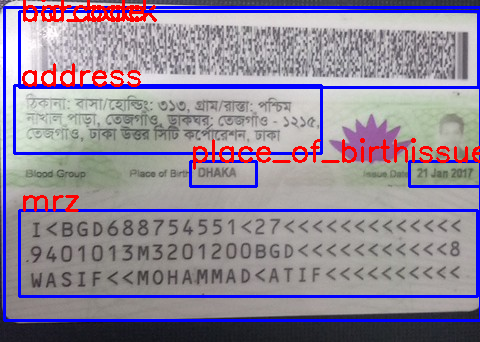 address
ঠিকানা: বাসা/হোল্ডিং: ৩১৩, গ্রাম/রাস্তা: পশ্চিম
নাখাল পাড়া, তেজগাঁও, ডাকঘর: তেজগাঁও - ১২১৫,
তেজগাঁও, ঢাকা উত্তর সিটি কর্পোরেশন, ঢাকা
place_of_birth
issue
Blood Group Place of Birth DHAKA Issue Date 21 Jan 2017
mrz
I<BGD688754551<27<<<<<<<<<<<<<
9401013M3201200BGD<<<<<<<<<<<8
WASIF<<MOHAMMAD<ATIF<<<<<<<<<<